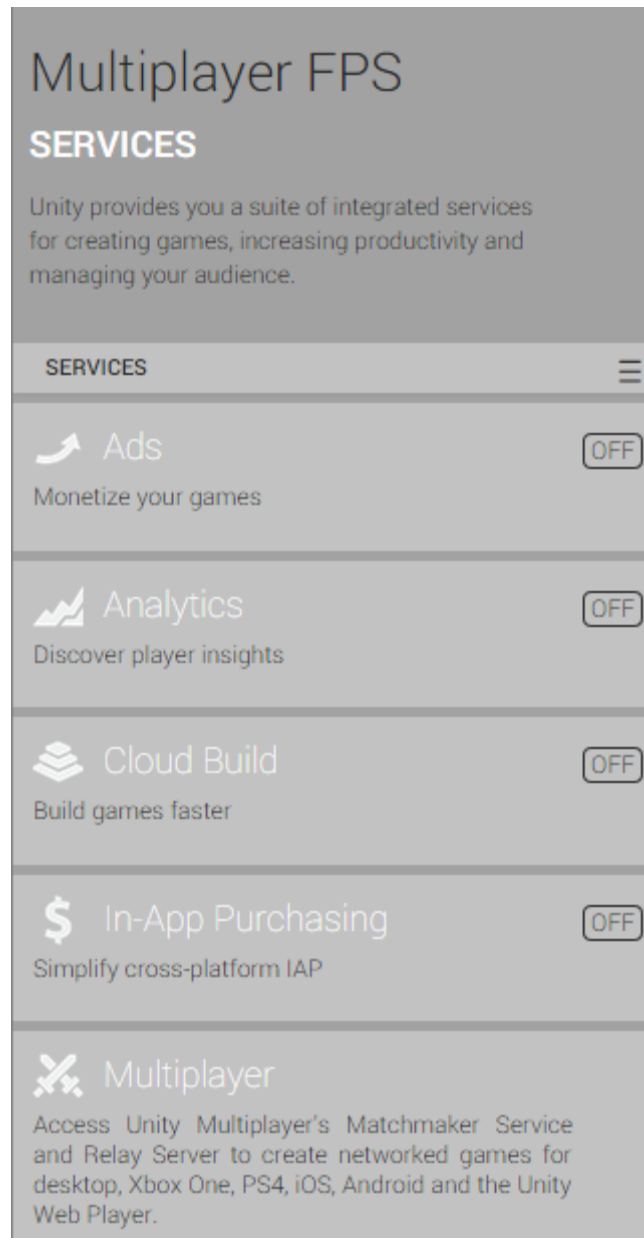 Multiplayer FPS
SERVICES
Unity provides you a suite of integrated services
for creating games, increasing productivity and
managing your audience.
SERVICES
Ads
OFF
Monetize your games
Analytics
OFF
Discover player insights
Cloud Build
OFF
Build games faster
In-App Purchasing
OFF
Simplify cross-platform IAP
Multiplayer
Access Unity Multiplayer's Matchmaker Service
and Relay Server to create networked games for
desktop, Xbox One, PS4, iOS, Android and the Unity
Web Player.